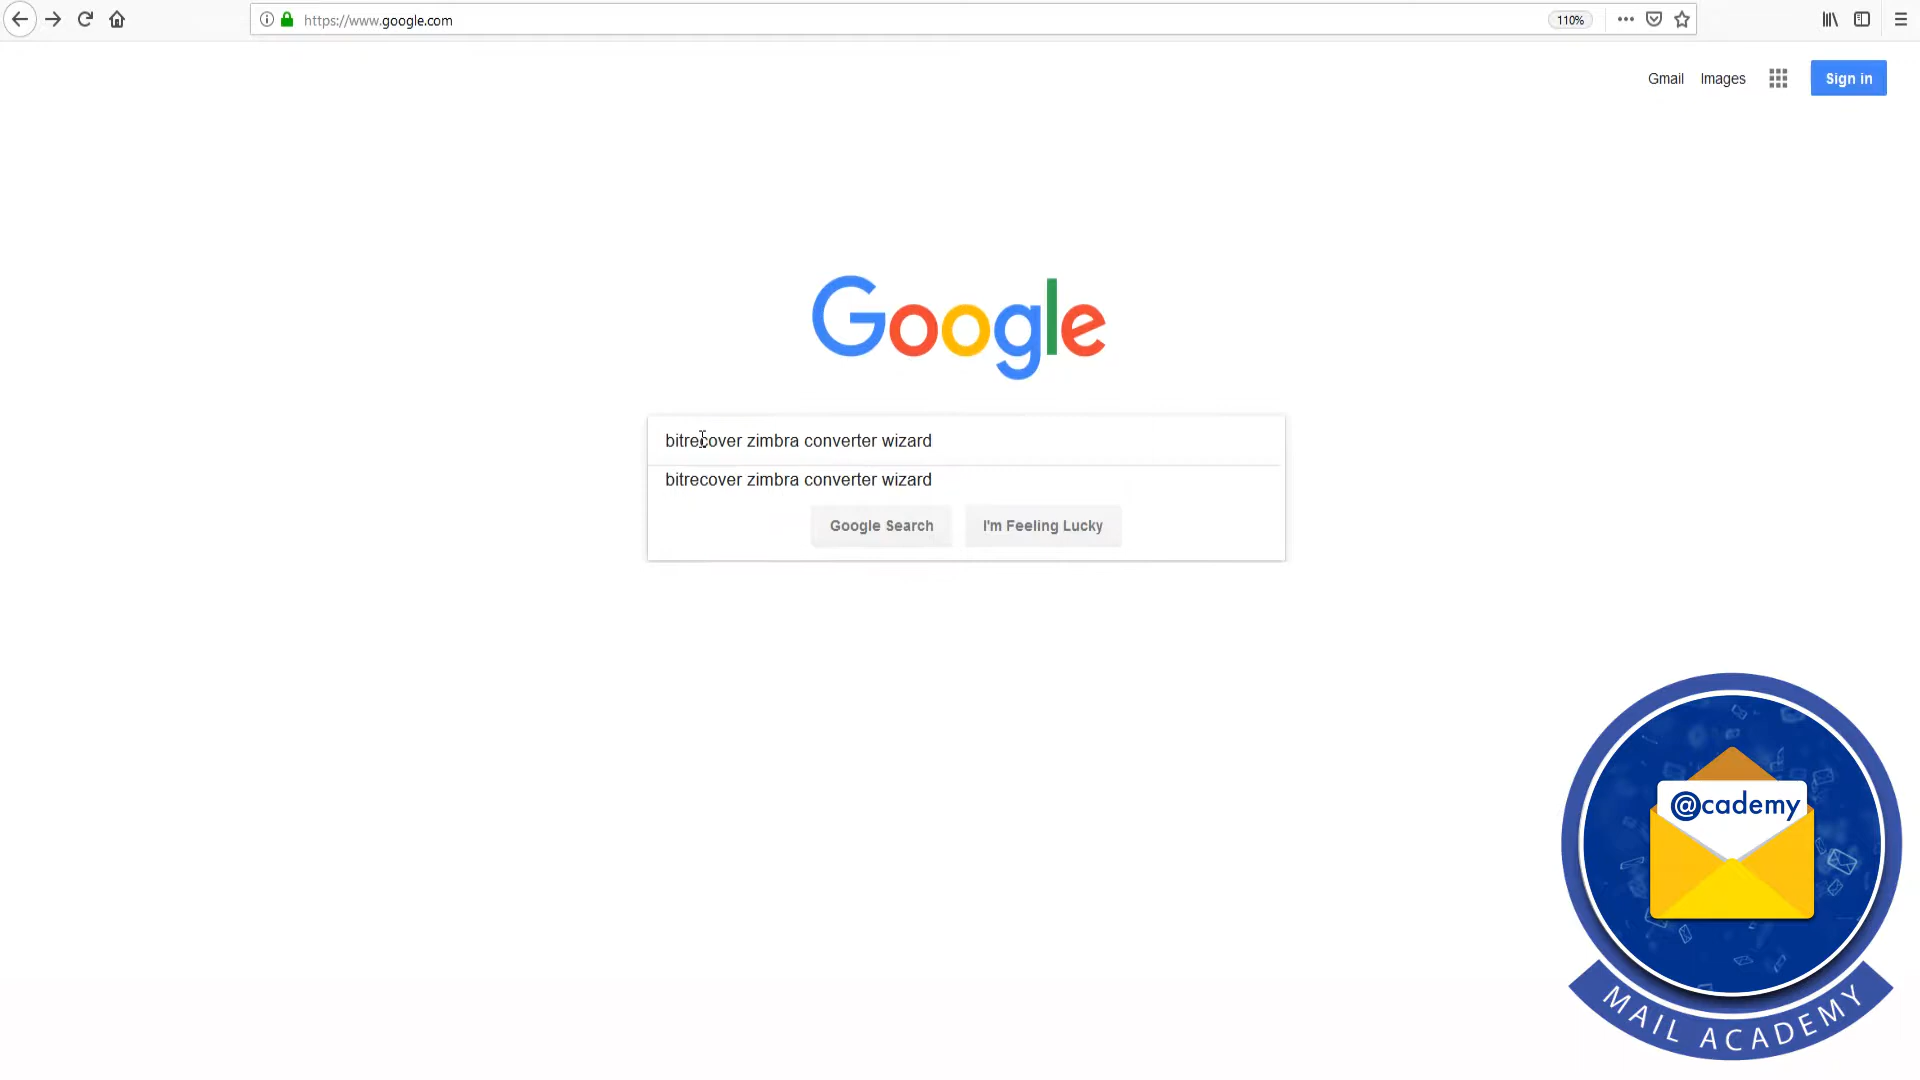 https://www.google.com
110%
Gmail
Images
Sign in
Google
bitrecover zimbra converter wizard
bitrecover zimbra converter wizard
Google Search
I'm Feeling Lucky
@cademy
MAIL ACADEMY